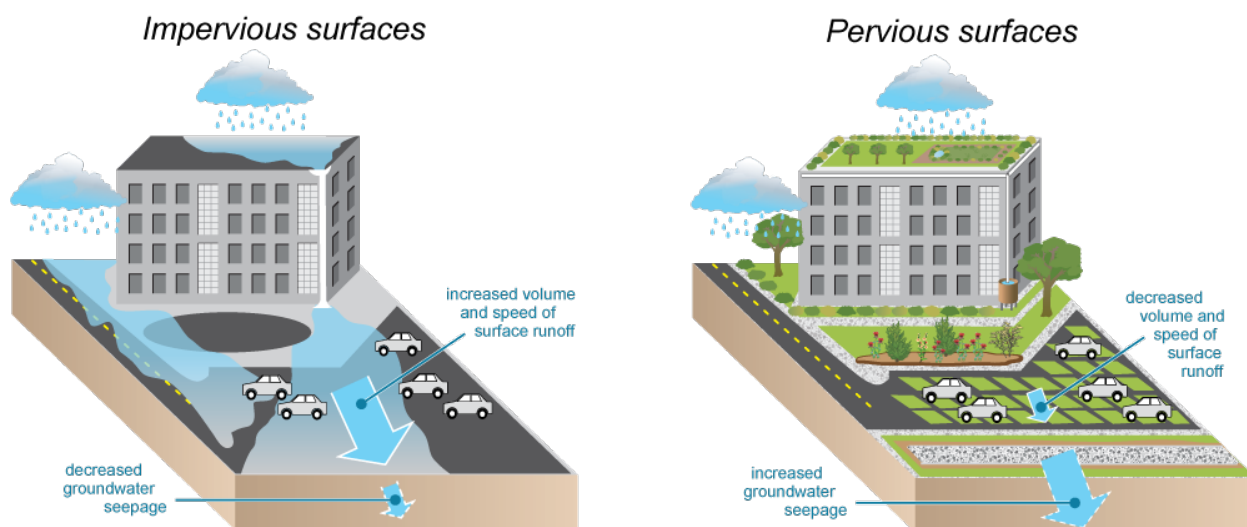 Impervious surfaces
increased volume
and speed of
surface runoff
decreased
groundwater
seepage
Pervious surfaces
decreased
volume and
speed of
surface
runoff
increased
groundwater
seepage